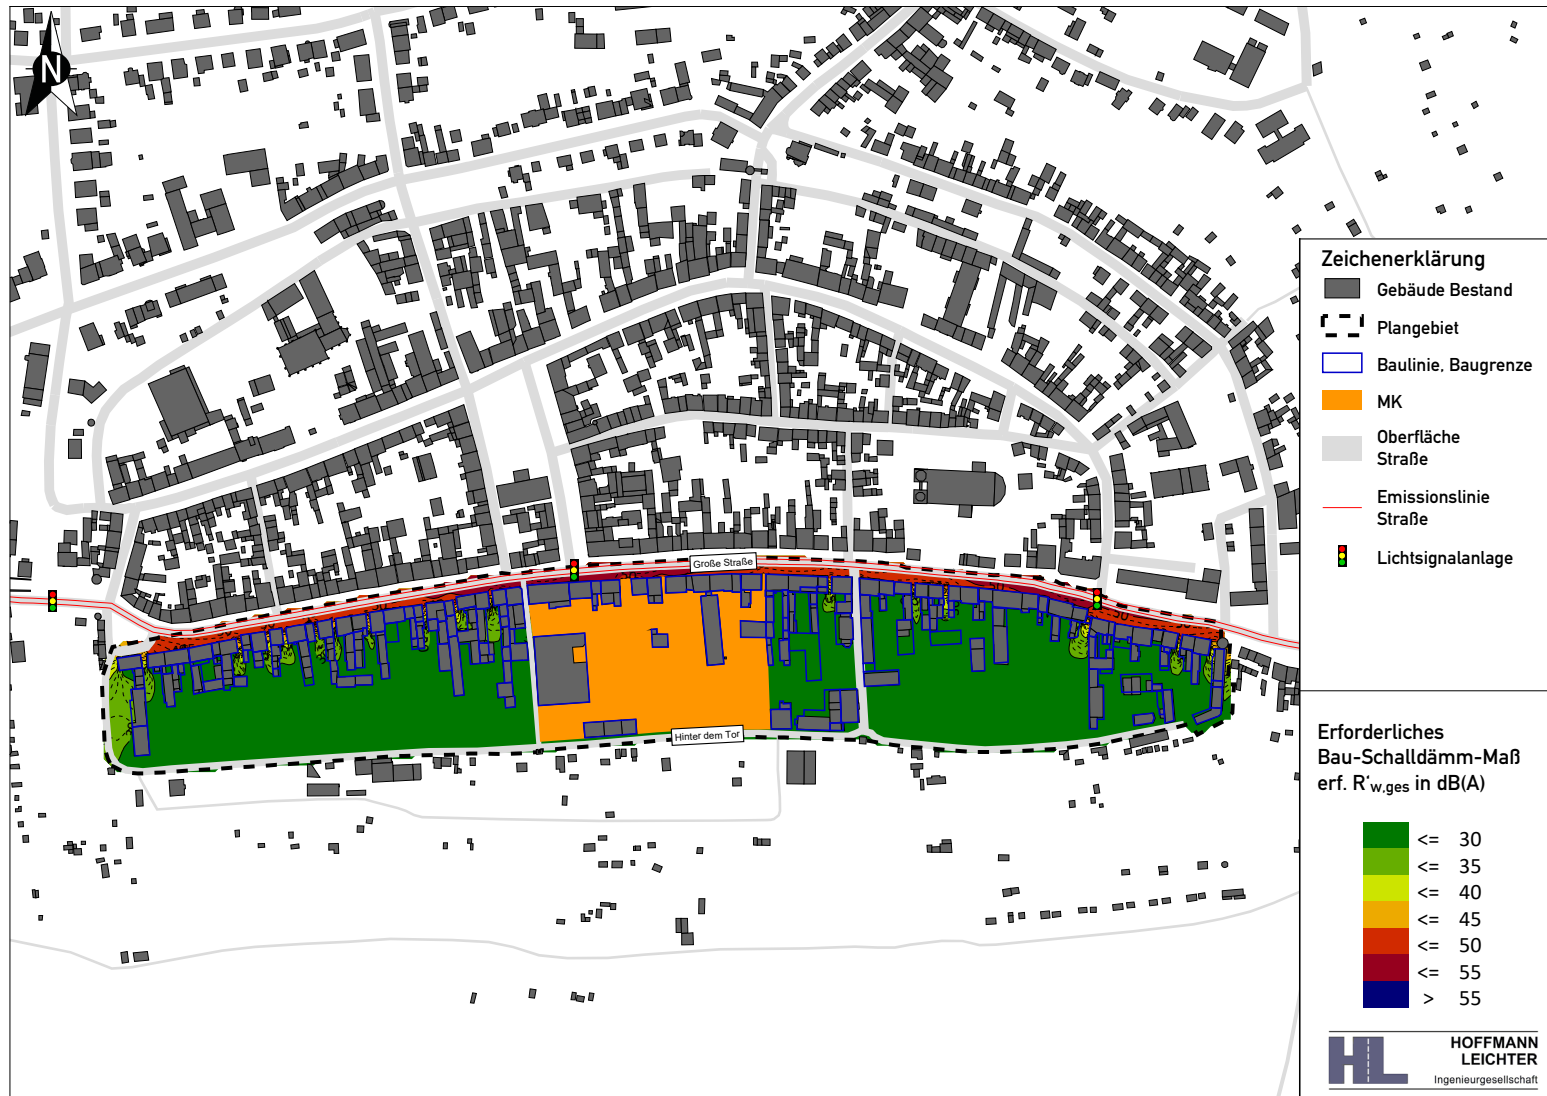 N
Große Straße
Hinter dem Tor
Zeichenerklärung
Gebäude Bestand
Plangebiet
Baulinie, Baugrenze
MK
Oberfläche
Straße
Emissionslinie
Straße
Lichtsignalanlage
Erforderliches
Bau-Schalldämm-Maß
erf. R'w,ges in dB(A)
<= 30
<= 35
<= 40
<= 45
<= 50
<= 55
> 55
HL
HOFFMANN
LEICHTER
Ingenieurgesellschaft